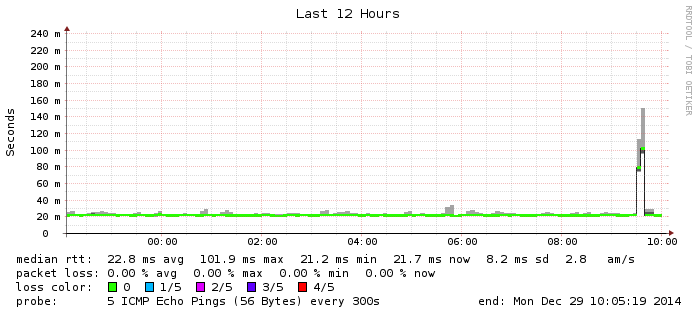 Last 12 Hours
RRDTOOL / TOBI OETIKER
Seconds
240 m
220 m
200 m
180 m
160 m
140 m
120 m
100 m
80 m
60 m
40 m
20 m
0
00:00 02:00 04:00 06:00 08:00 10:00
median rtt: 22.8 ms avg 101.9 ms max 21.2 ms min 21.7 ms now 8.2 ms sd 2.8 am/s
packet loss: 0.00 % avg 0.00 % max 0.00 % min 0.00 % now
loss color: 0 1/5 2/5 3/5 4/5
probe: 5 ICMP Echo Pings (56 Bytes) every 300s end: Mon Dec 29 10:05:19 2014